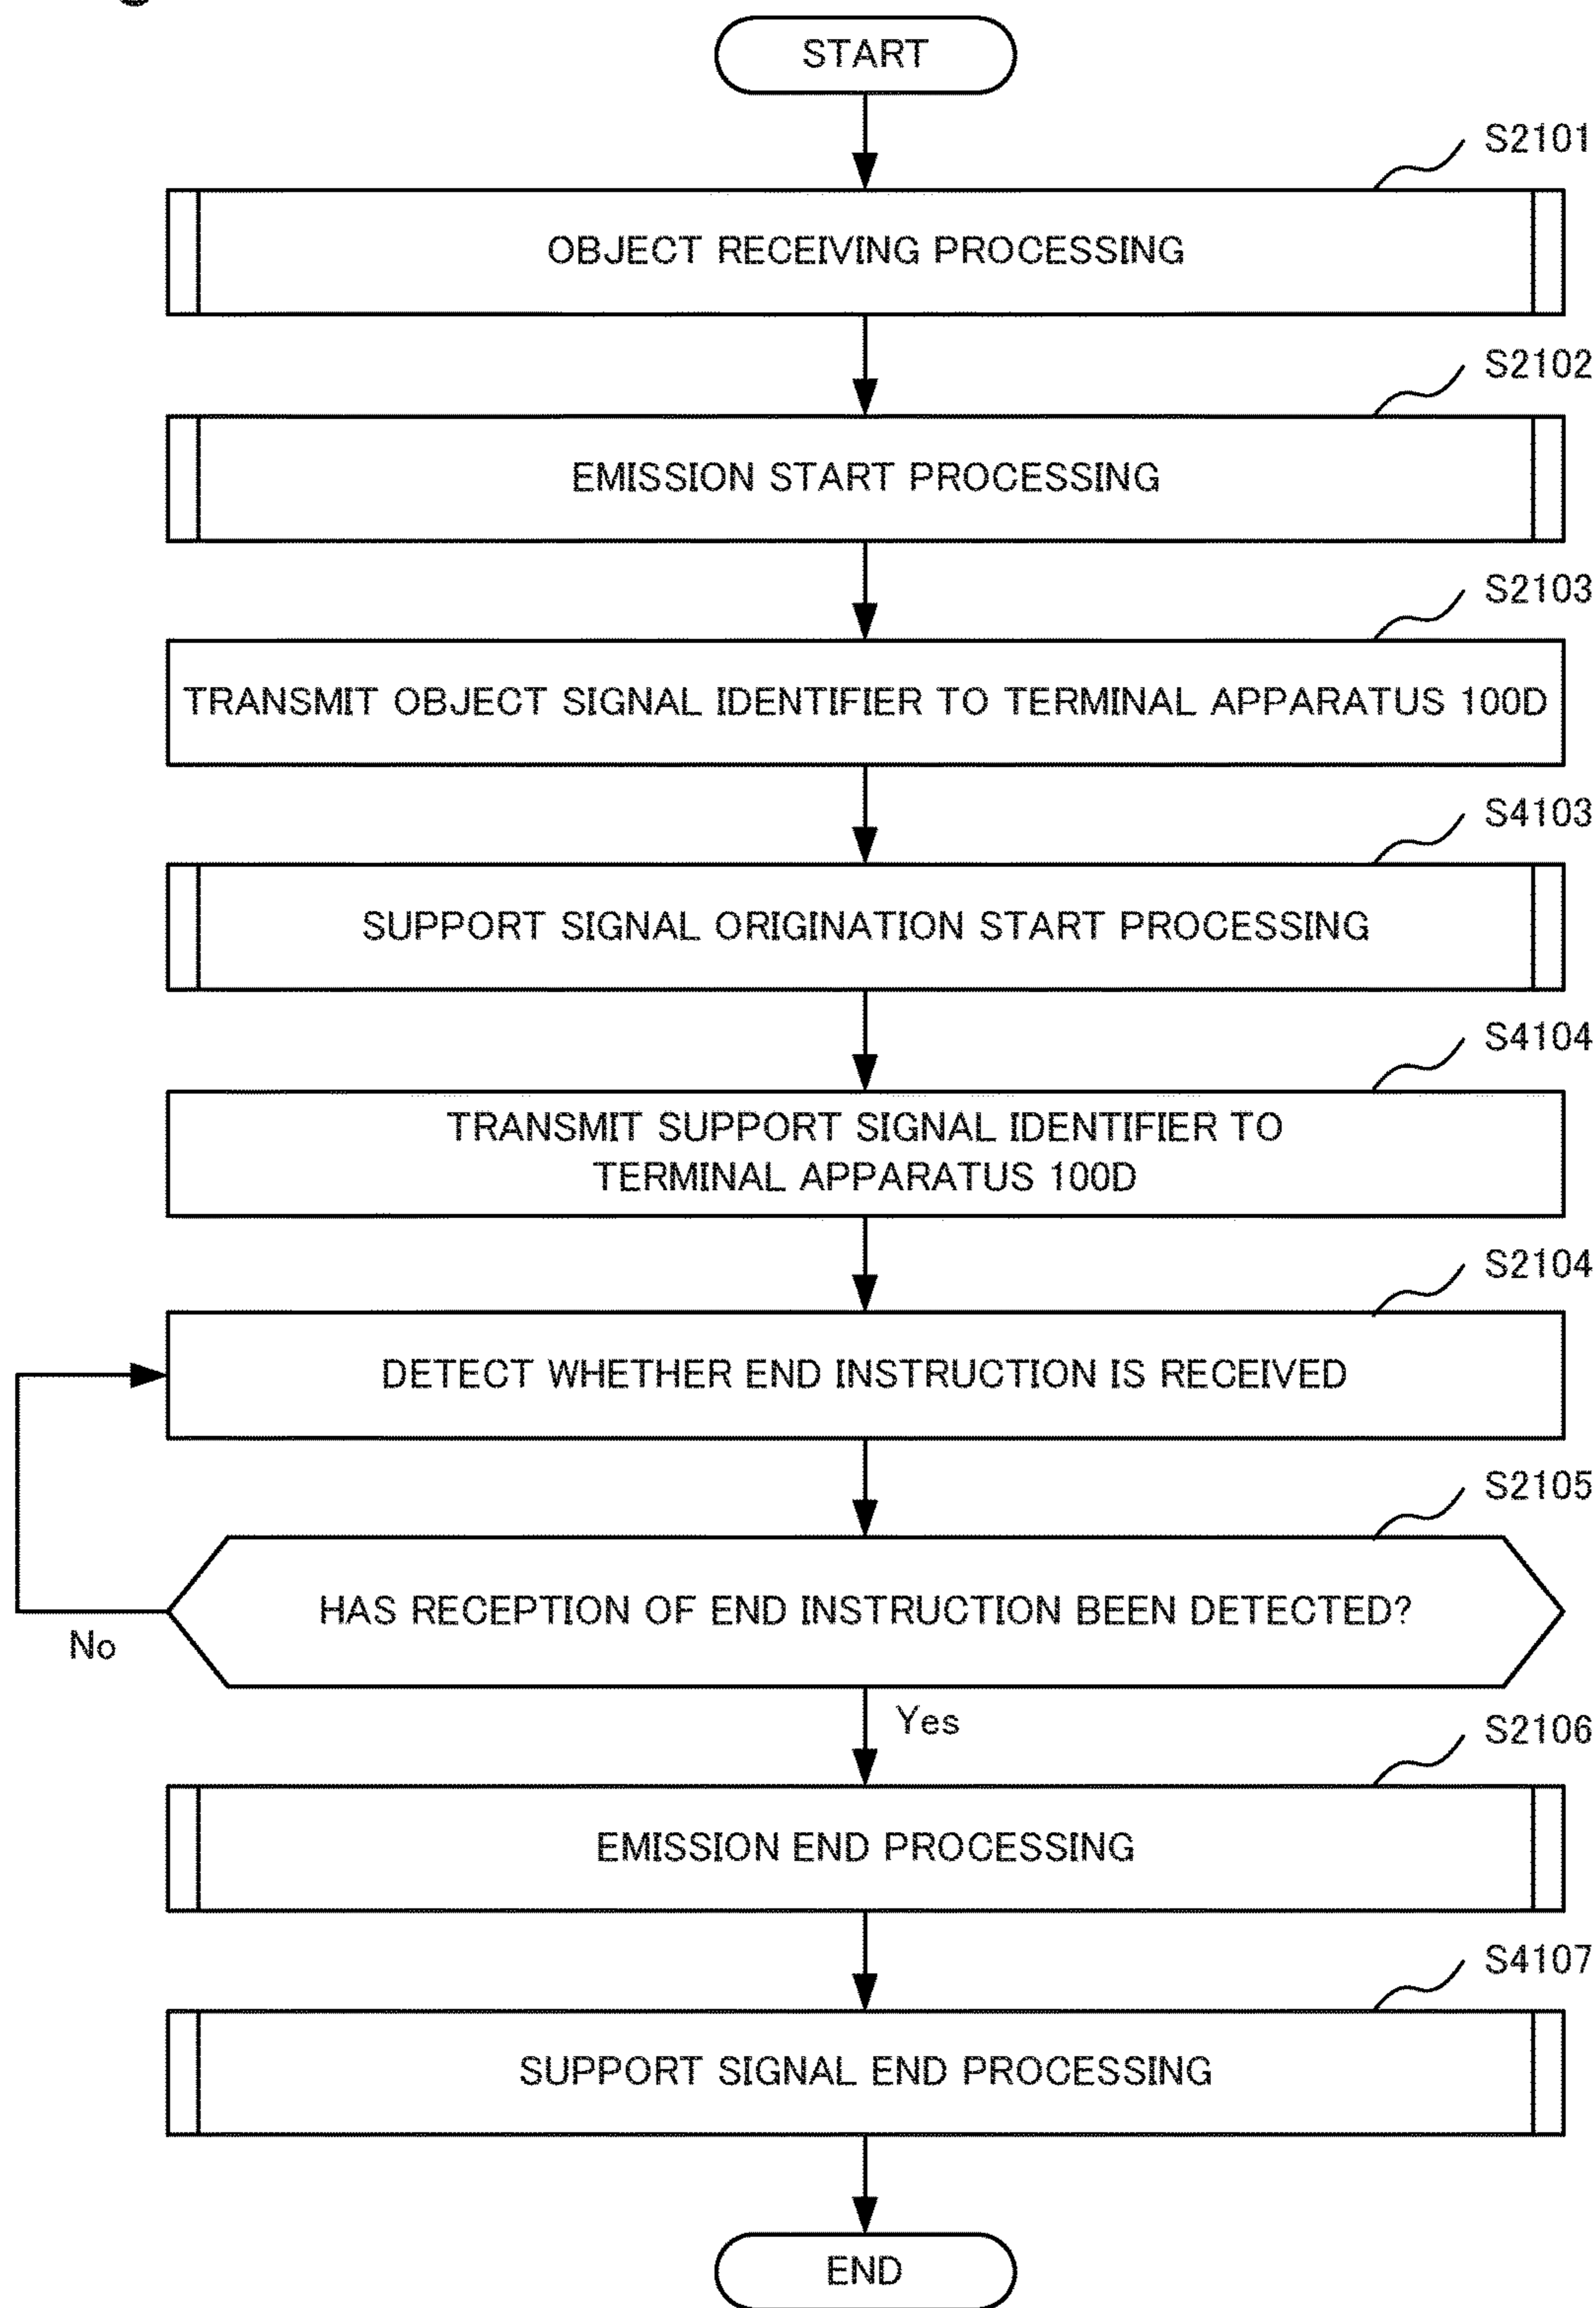 START
S2101
OBJECT RECEIVING PROCESSING
S2102
EMISSION START PROCESSING
S2103
TRANSMIT OBJECT SIGNAL IDENTIFIER TO TERMINAL APPARATUS 100D
S4103
SUPPORT SIGNAL ORIGINATION START PROCESSING
S4104
TRANSMIT SUPPORT SIGNAL IDENTIFIER TO
TERMINAL APPARATUS 100D
S2104
DETECT WHETHER END INSTRUCTION IS RECEIVED
S2105
HAS RECEPTION OF END INSTRUCTION BEEN DETECTED?
No
Yes
S2106
EMISSION END PROCESSING
S4107
SUPPORT SIGNAL END PROCESSING
END